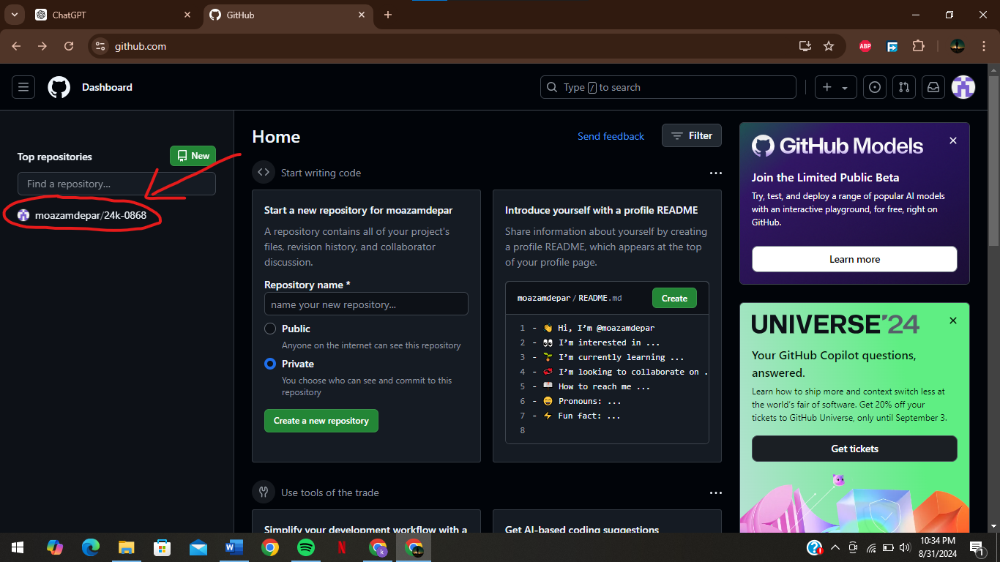 ChatGPT
GitHub
github.com
ABP
Dashboard
Type / to search
Top repositories
New
Find a repository...
moazamdepar/24k-0868
Home
Send feedback
Filter
Start writing code
Start a new repository for moazamdepar
A repository contains all of your project's
files, revision history, and collaborator
discussion.
Repository name *
name your new repository...
Public
Anyone on the internet can see this repository
Private
You choose who can see and commit to this
repository
Create a new repository
Introduce yourself with a profile README
Share information about yourself by creating
a profile README, which appears at the top
of your profile page.
moazamdepar / README.md
Create
1 - 👋 Hi, I’m @moazamdepar
2 - 👀 I’m interested in ...
3 - 🌱 I’m currently learning ...
4 - 💞️ I’m looking to collaborate on .
5 - 📫 How to reach me ...
6 - 😄 Pronouns: ...
7 - ⚡ Fun fact: ...
8
Use tools of the trade
Simplify your development workflow with a
Get AI-based coding suggestions
GitHub Models
Join the Limited Public Beta
Try, test, and deploy a range of popular AI models
with an interactive playground, for free, right on
GitHub.
Learn more
UNIVERSE'24
Your GitHub Copilot questions,
answered.
Learn how to ship more and context switch less at
the world's fair of software. Get 20% off your
tickets to GitHub Universe, only until September 3.
Get tickets
10:34 PM
8/31/2024
1